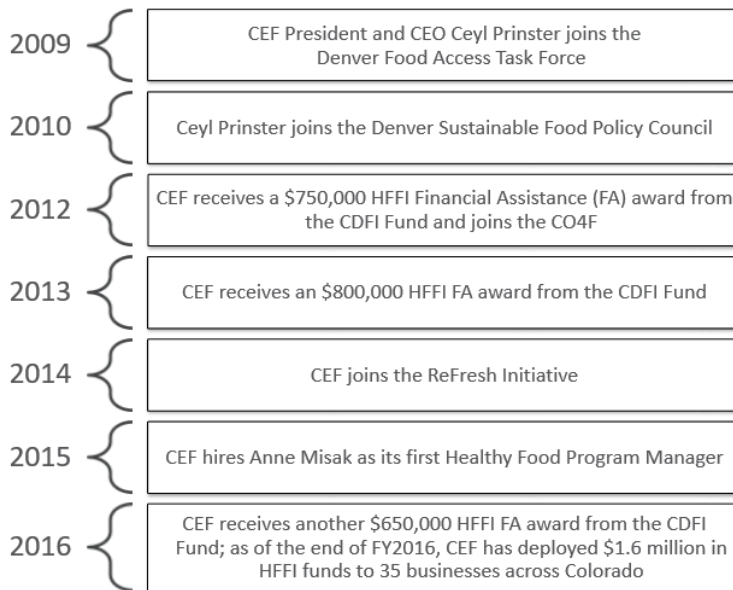 2009
CEF President and CEO Ceyl Prinster joins the
Denver Food Access Task Force
2010
Ceyl Prinster joins the Denver Sustainable Food Policy Council
2012
CEF receives a $750,000 HFFI Financial Assistance (FA) award from
the CDFI Fund and joins the CO4F
2013
CEF receives an $800,000 HFFI FA award from the CDFI Fund
2014
CEF joins the ReFresh Initiative
2015
CEF hires Anne Misak as its first Healthy Food Program Manager
2016
CEF receives another $650,000 HFFI FA award from the CDFI
Fund; as of the end of FY2016, CEF has deployed $1.6 million in
HFFI funds to 35 businesses across Colorado